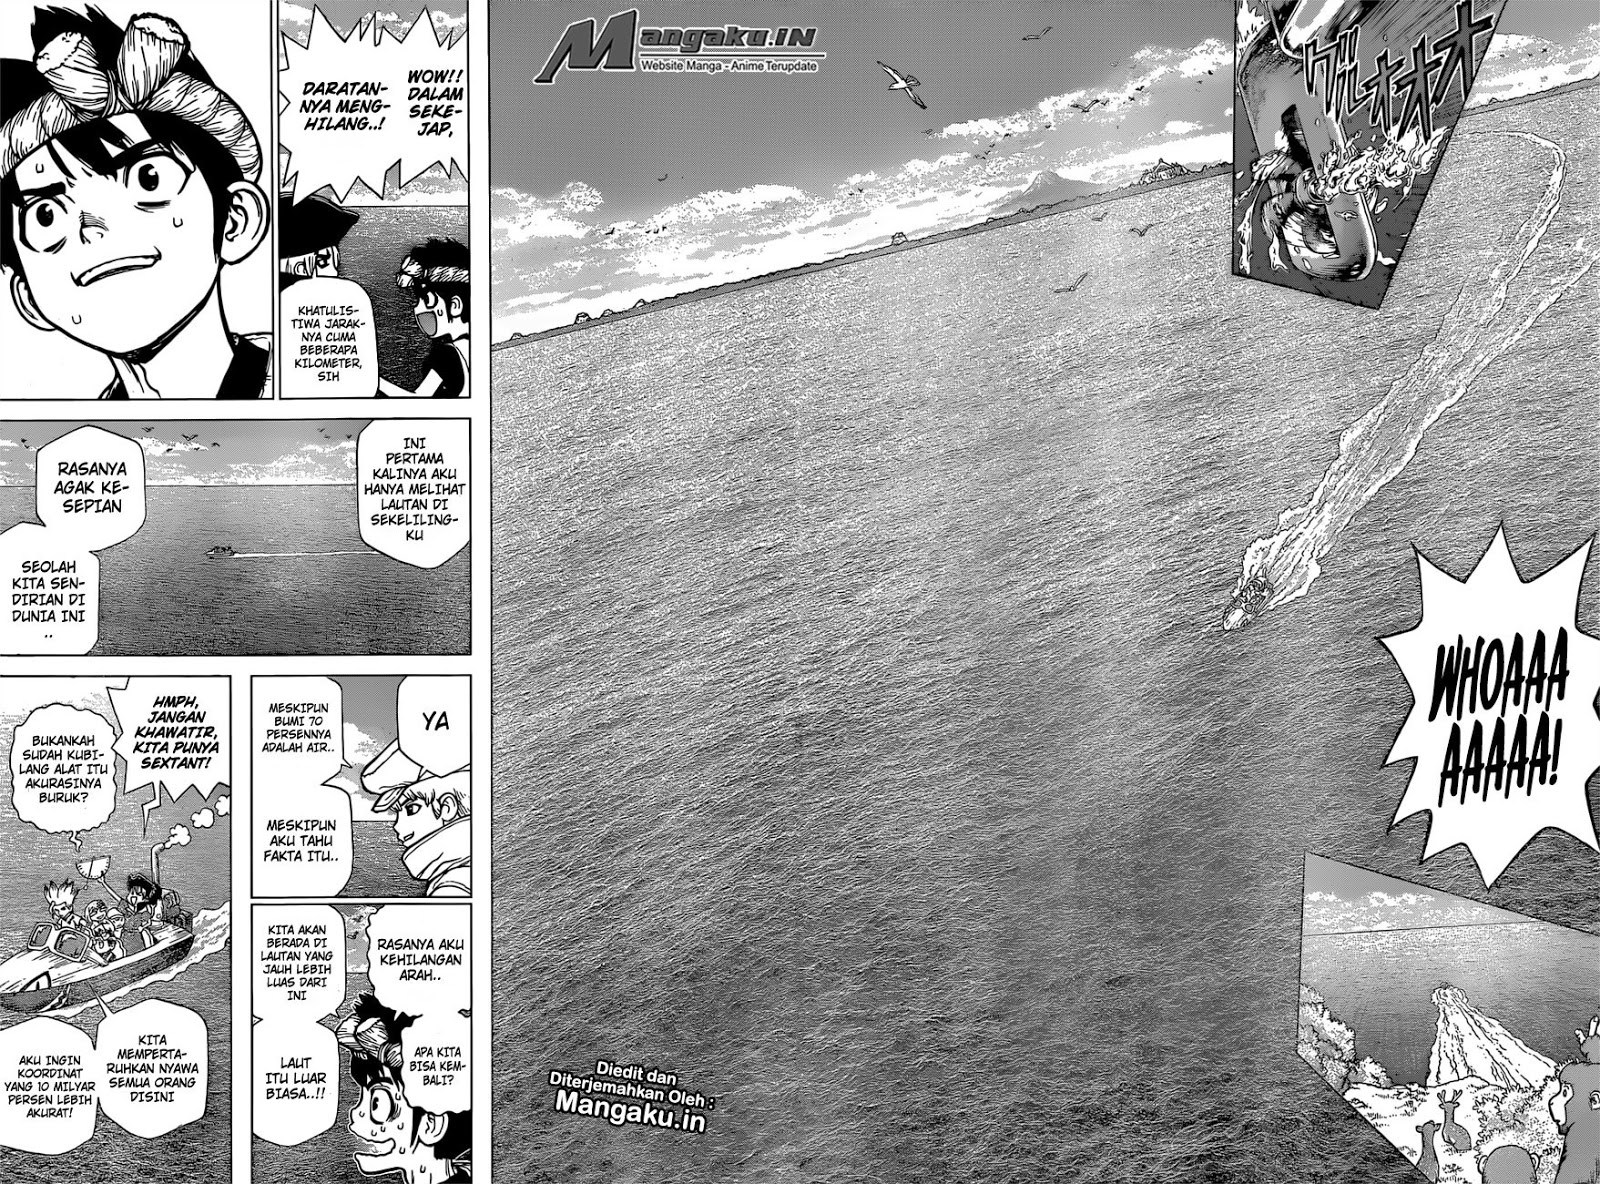 グルオオオオ
WHOAAA
AAAAA!
MANGAKU.iN
Website Manga - Anime Terupdate
Diedit dan
Diterjemahkan Oleh :
Mangaku.in
WOW!!
DALAM
SEKE-
JAP,
DARATAN-
NYA MENG-
HILANG..!
KHATULIS-
TIWA JARAK-
NYA CUMA
BEBERAPA
KILOMETER,
SIH
INI
PERTAMA
KALINYA AKU
HANYA MELIHAT
LAUTAN DI
SEKELILING-
KU
RASANYA
AGAK KE-
SEPIAN
SEOLAH
KITA SEN-
DIRIAN DI
DUNIA INI
..
YA
MESKIPUN
BUMI 70
PERSENNYA
ADALAH AIR..
MESKIPUN
AKU TAHU
FAKTA ITU..
RASANYA AKU
KEHILANGAN
ARAH..
KITA AKAN
BERADA DI
LAUTAN YANG
JAUH LEBIH
LUAS DARI
INI
APA KITA
BISA KEM-
BALI?
LAUT
ITU LUAR
BIASA..!!
HMPH,
JANGAN
KHAWATIR,
KITA PUNYA
SEXTANT!
BUKANKAH
SUDAH KUBI-
LANG ALAT ITU
AKURASINYA
BURUK?
KITA
MEMPERTA-
RUHKAN NYAWA
SEMUA ORANG
DISINI
AKU INGIN
KOORDINAT
YANG 10 MILYAR
PERSEN LEBIH
AKURAT!